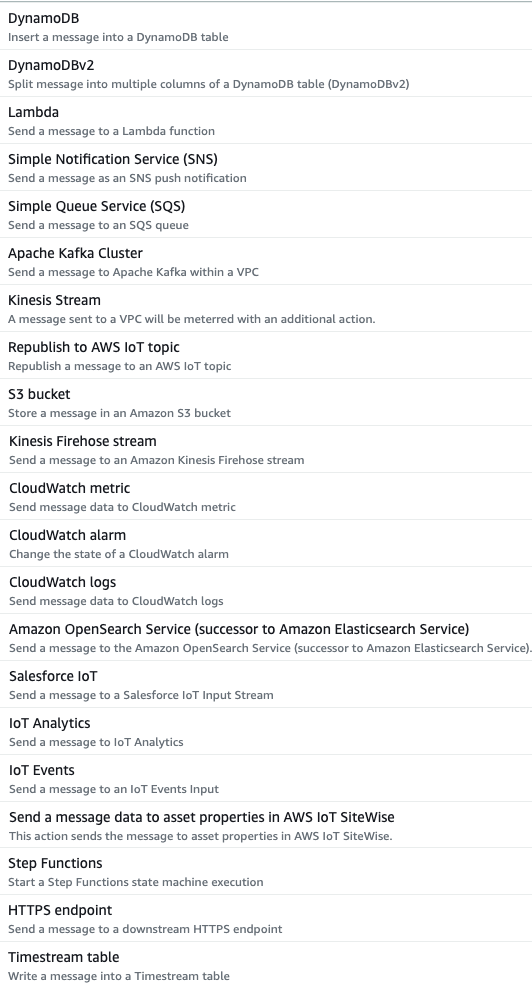 DynamoDB
Insert a message into a DynamoDB table
DynamoDBv2
Split message into multiple columns of a DynamoDB table (DynamoDBv2)
Lambda
Send a message to a Lambda function
Simple Notification Service (SNS)
Send a message as an SNS push notification
Simple Queue Service (SQS)
Send a message to an SQS queue
Apache Kafka Cluster
Send a message to Apache Kafka within a VPC
Kinesis Stream
A message sent to a VPC will be meterred with an additional action.
Republish to AWS IoT topic
Republish a message to an AWS IoT topic
S3 bucket
Store a message in an Amazon S3 bucket
Kinesis Firehose stream
Send a message to an Amazon Kinesis Firehose stream
CloudWatch metric
Send message data to CloudWatch metric
CloudWatch alarm
Change the state of a CloudWatch alarm
CloudWatch logs
Send message data to CloudWatch logs
Amazon OpenSearch Service (successor to Amazon Elasticsearch Service)
Send a message to the Amazon OpenSearch Service (successor to Amazon Elasticsearch Service).
Salesforce IoT
Send a message to a Salesforce IoT Input Stream
IoT Analytics
Send a message to IoT Analytics
IoT Events
Send a message to an IoT Events Input
Send a message data to asset properties in AWS IoT SiteWise
This action sends the message to asset properties in AWS IoT SiteWise.
Step Functions
Start a Step Functions state machine execution
HTTPS endpoint
Send a message to a downstream HTTPS endpoint
Timestream table
Write a message into a Timestream table